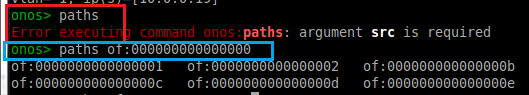 onos> paths
Error executing command onos:paths: argument src is required
onos> paths of:0000000000000000
of:0000000000000001 of:0000000000000002 of:000000000000000b
of:000000000000000c of:000000000000000d of:000000000000000e